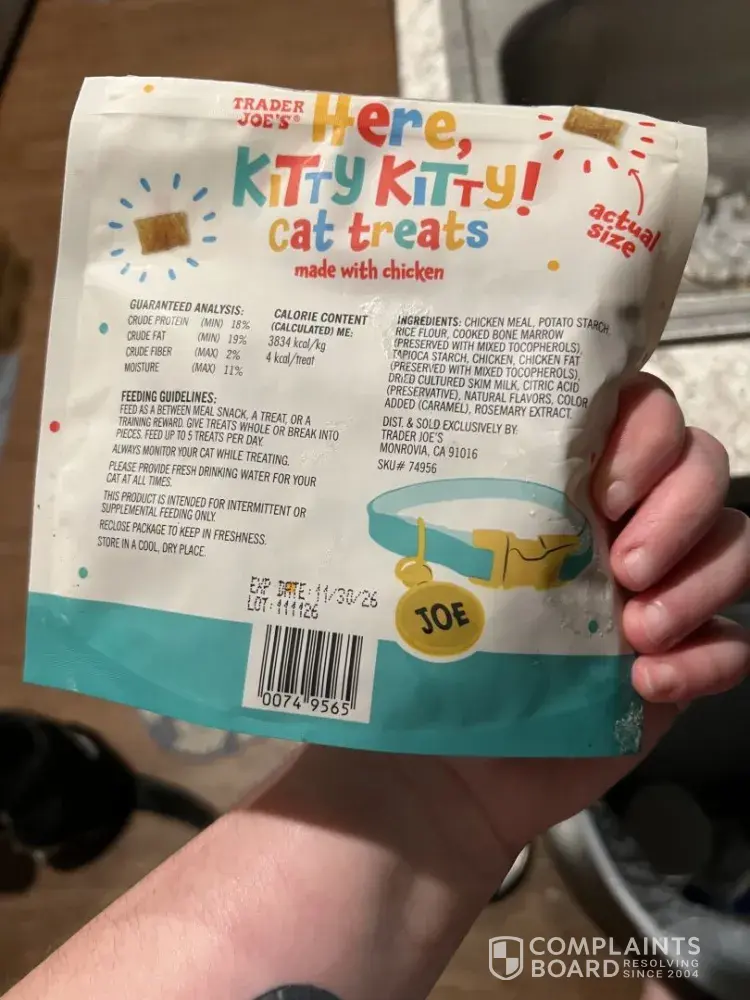 TRADER
JOE'S®
Here,
KiTTY KiTTY!
cat treats
made with chicken
actual
size
GUARANTEED ANALYSIS:
CRUDE PROTEIN (MIN) 18%
CRUDE FAT (MIN) 19%
CRUDE FIBER (MAX) 2%
MOISTURE (MAX) 11%
CALORIE CONTENT
(CALCULATED) ME:
3834 kcal/kg
4 kcal/treat
INGREDIENTS: CHICKEN MEAL, POTATO STARCH,
RICE FLOUR, COOKED BONE MARROW
(PRESERVED WITH MIXED TOCOPHEROLS),
TAPIOCA STARCH, CHICKEN, CHICKEN FAT
(PRESERVED WITH MIXED TOCOPHEROLS),
DRIED CULTURED SKIM MILK, CITRIC ACID
(PRESERVATIVE), NATURAL FLAVORS, COLOR
ADDED (CARAMEL), ROSEMARY EXTRACT.
DIST. & SOLD EXCLUSIVELY BY:
TRADER JOE'S
MONROVIA, CA 91016
SKU# 74956
FEEDING GUIDELINES:
FEED AS A BETWEEN MEAL SNACK, A TREAT, OR A
TRAINING REWARD. GIVE TREATS WHOLE OR BREAK INTO
PIECES. FEED UP TO 5 TREATS PER DAY.
ALWAYS MONITOR YOUR CAT WHILE TREATING.
PLEASE PROVIDE FRESH DRINKING WATER FOR YOUR
CAT AT ALL TIMES.
THIS PRODUCT IS INTENDED FOR INTERMITTENT OR
SUPPLEMENTAL FEEDING ONLY.
RECLOSE PACKAGE TO KEEP IN FRESHNESS.
STORE IN A COOL, DRY PLACE.
EXP DATE: 11/30/26
LOT: 111126
JOE
0074 9565
COMPLAINTS
BOARD RESOLVING
SINCE 2004